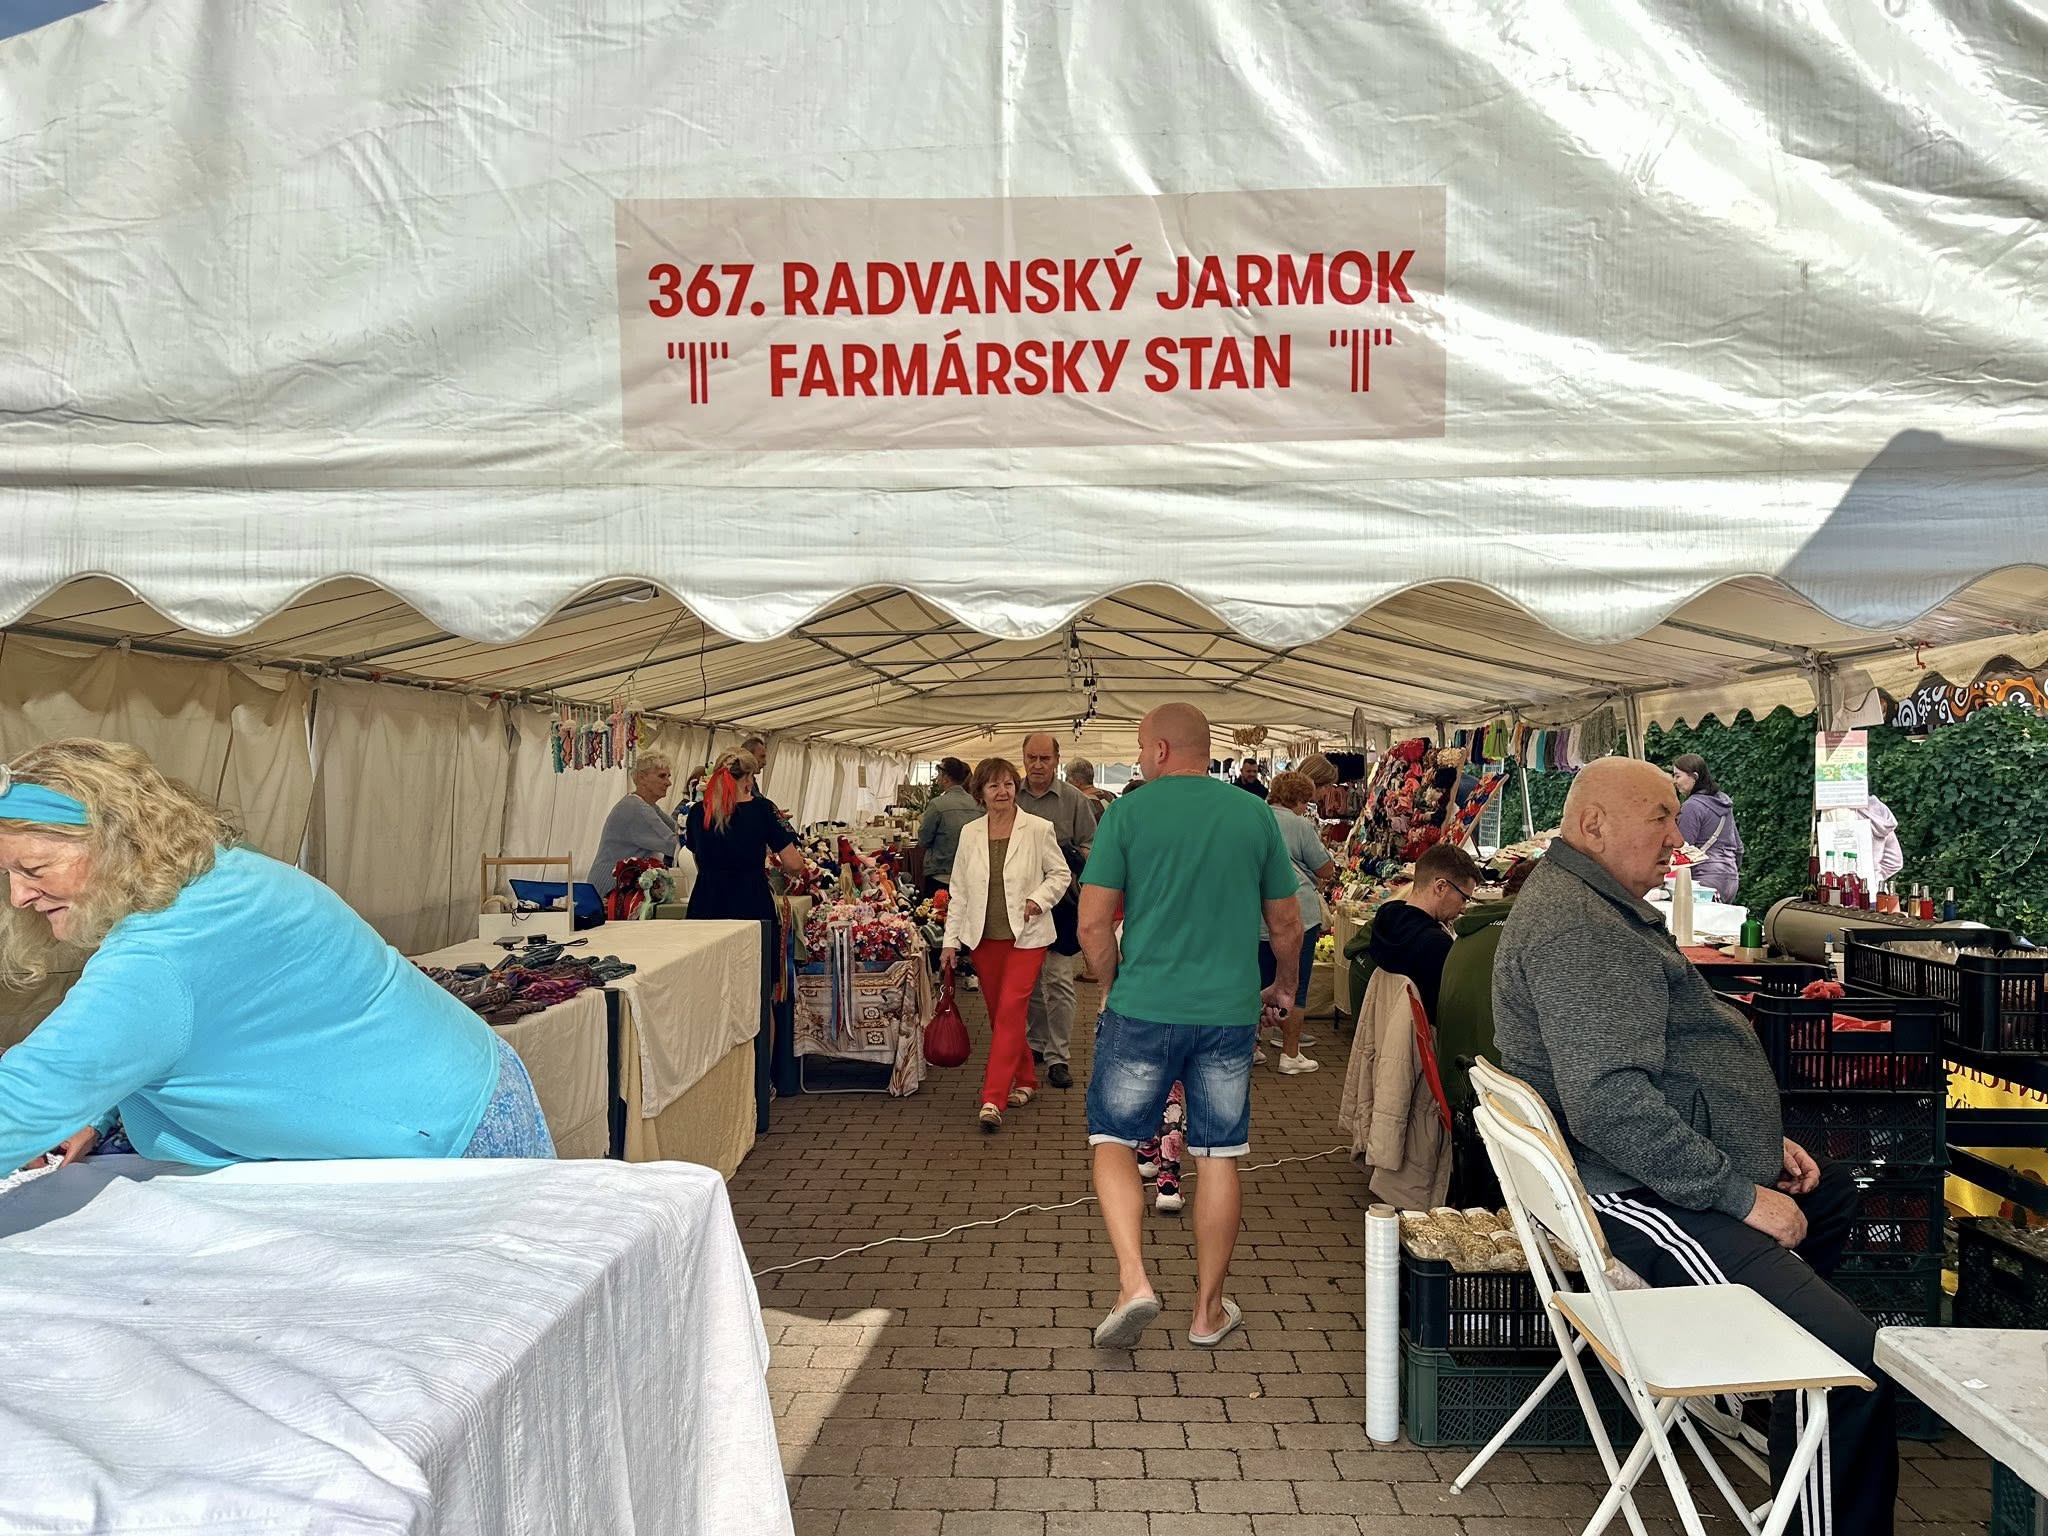 367. RADVANSKÝ JARMOK
FARMÁRSKY STAN